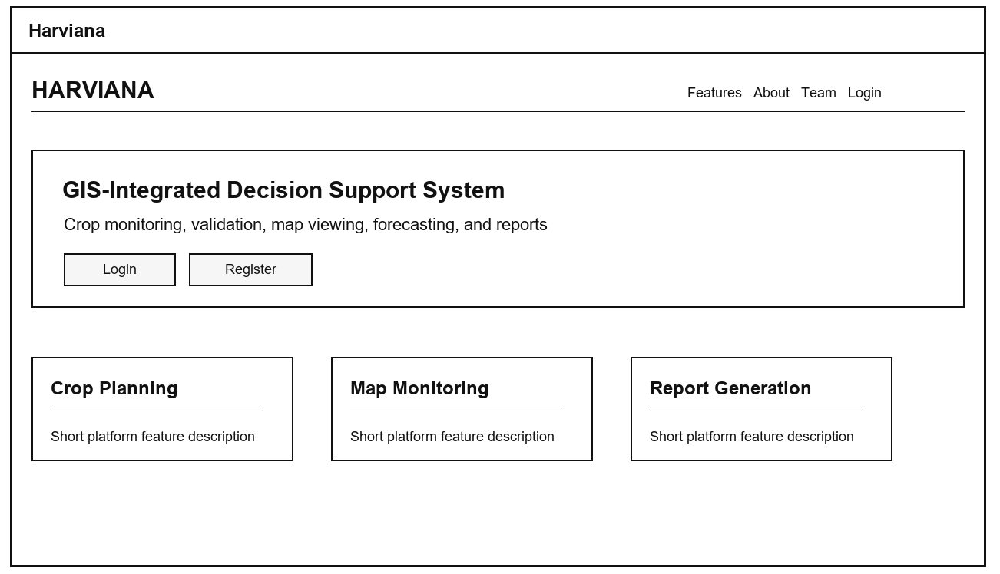 Harviana
HARVIANA
Features About Team Login
GIS-Integrated Decision Support System
Crop monitoring, validation, map viewing, forecasting, and reports
Login Register
Crop Planning
Short platform feature description
Map Monitoring
Short platform feature description
Report Generation
Short platform feature description